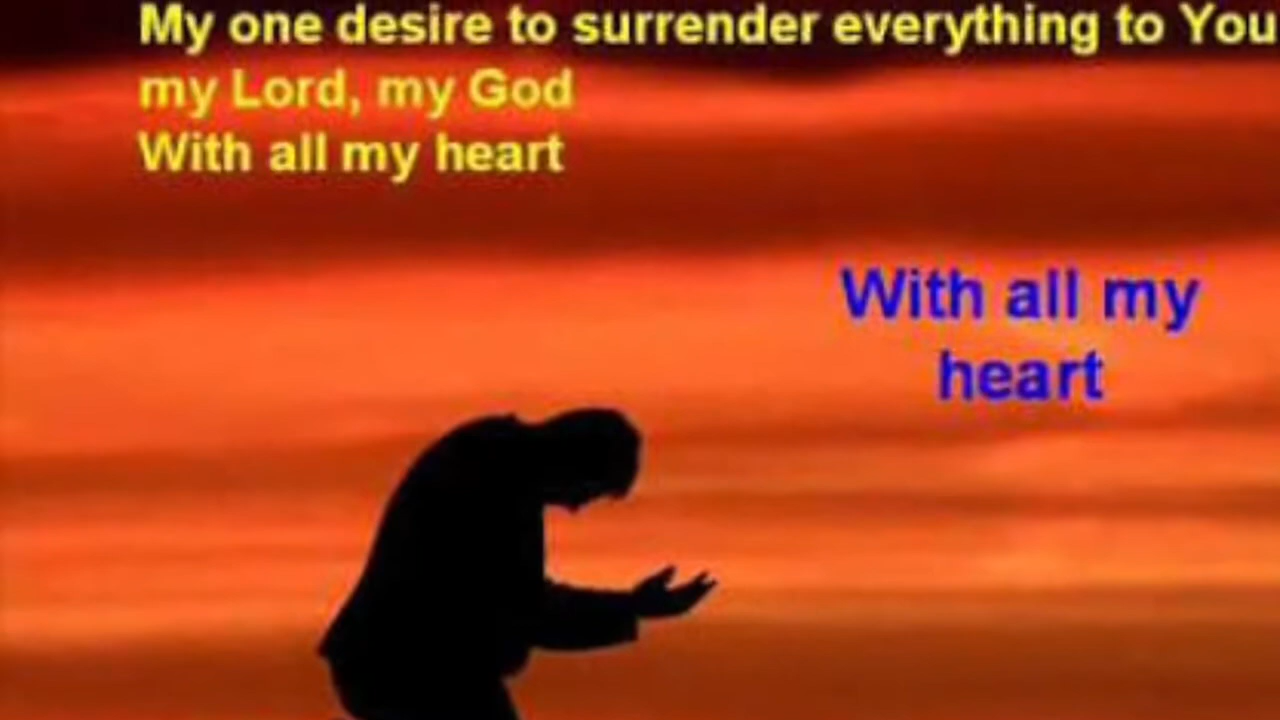 My one desire to surrender everything to You
my Lord, my God
With all my heart
With all my
heart